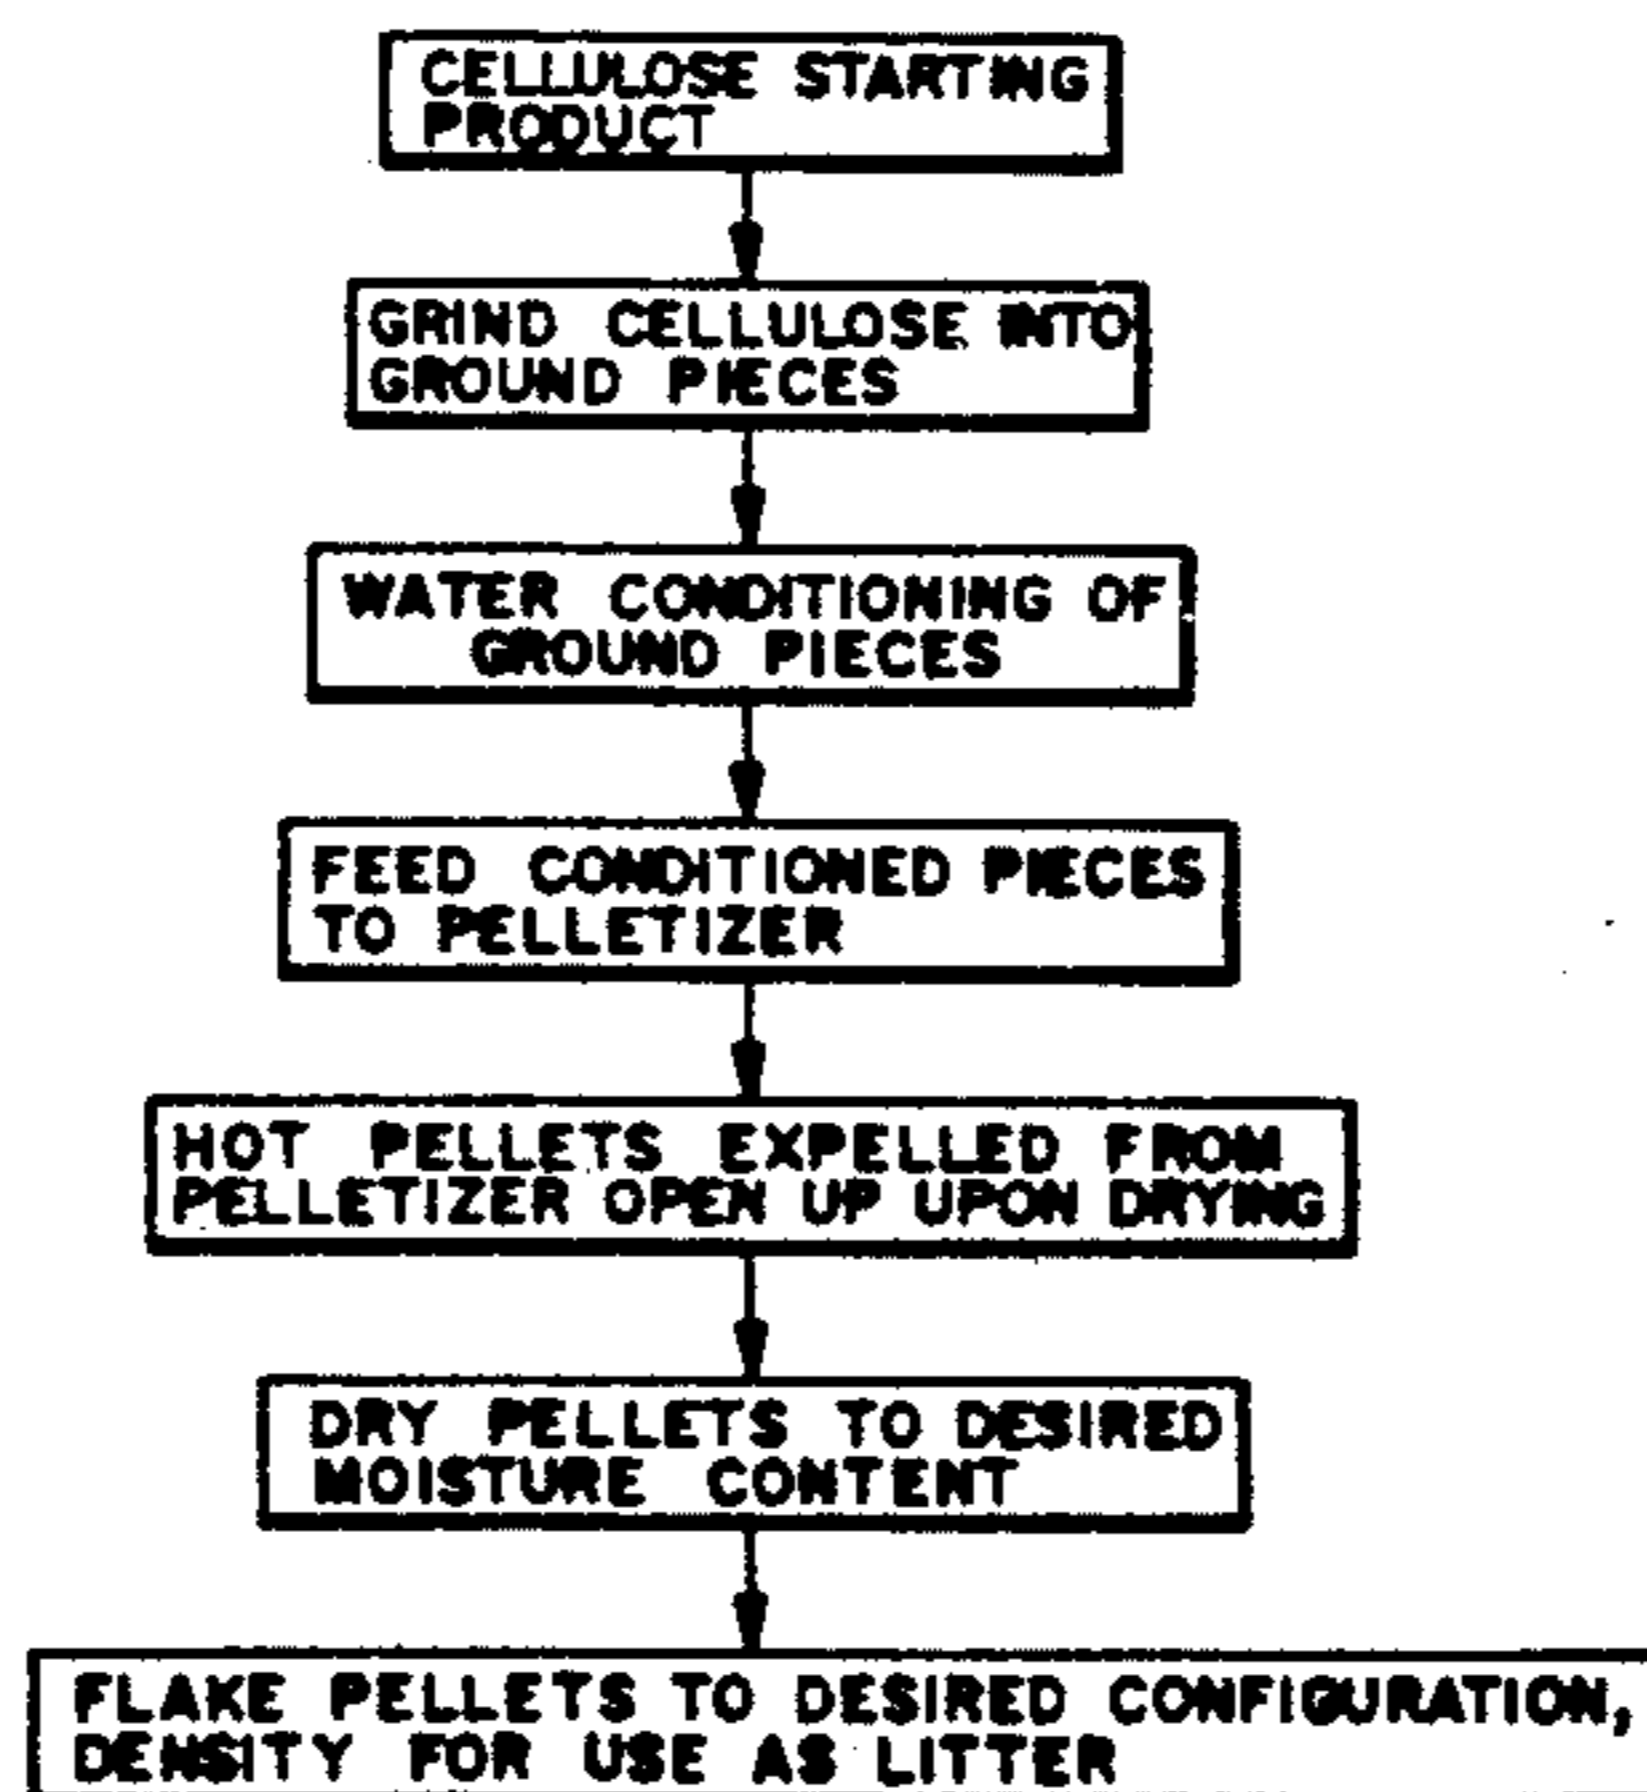 CELLULOSE STARTING
PRODUCT
GRIND CELLULOSE INTO
GROUND PIECES
WATER CONDITIONING OF
GROUND PIECES
FEED CONDITIONED PIECES
TO PELLETIZER
HOT PELLETS EXPELLED FROM
PELLETIZER OPEN UP UPON DRYING
DRY PELLETS TO DESIRED
MOISTURE CONTENT
FLAKE PELLETS TO DESIRED CONFIGURATION,
DENSITY FOR USE AS LITTER